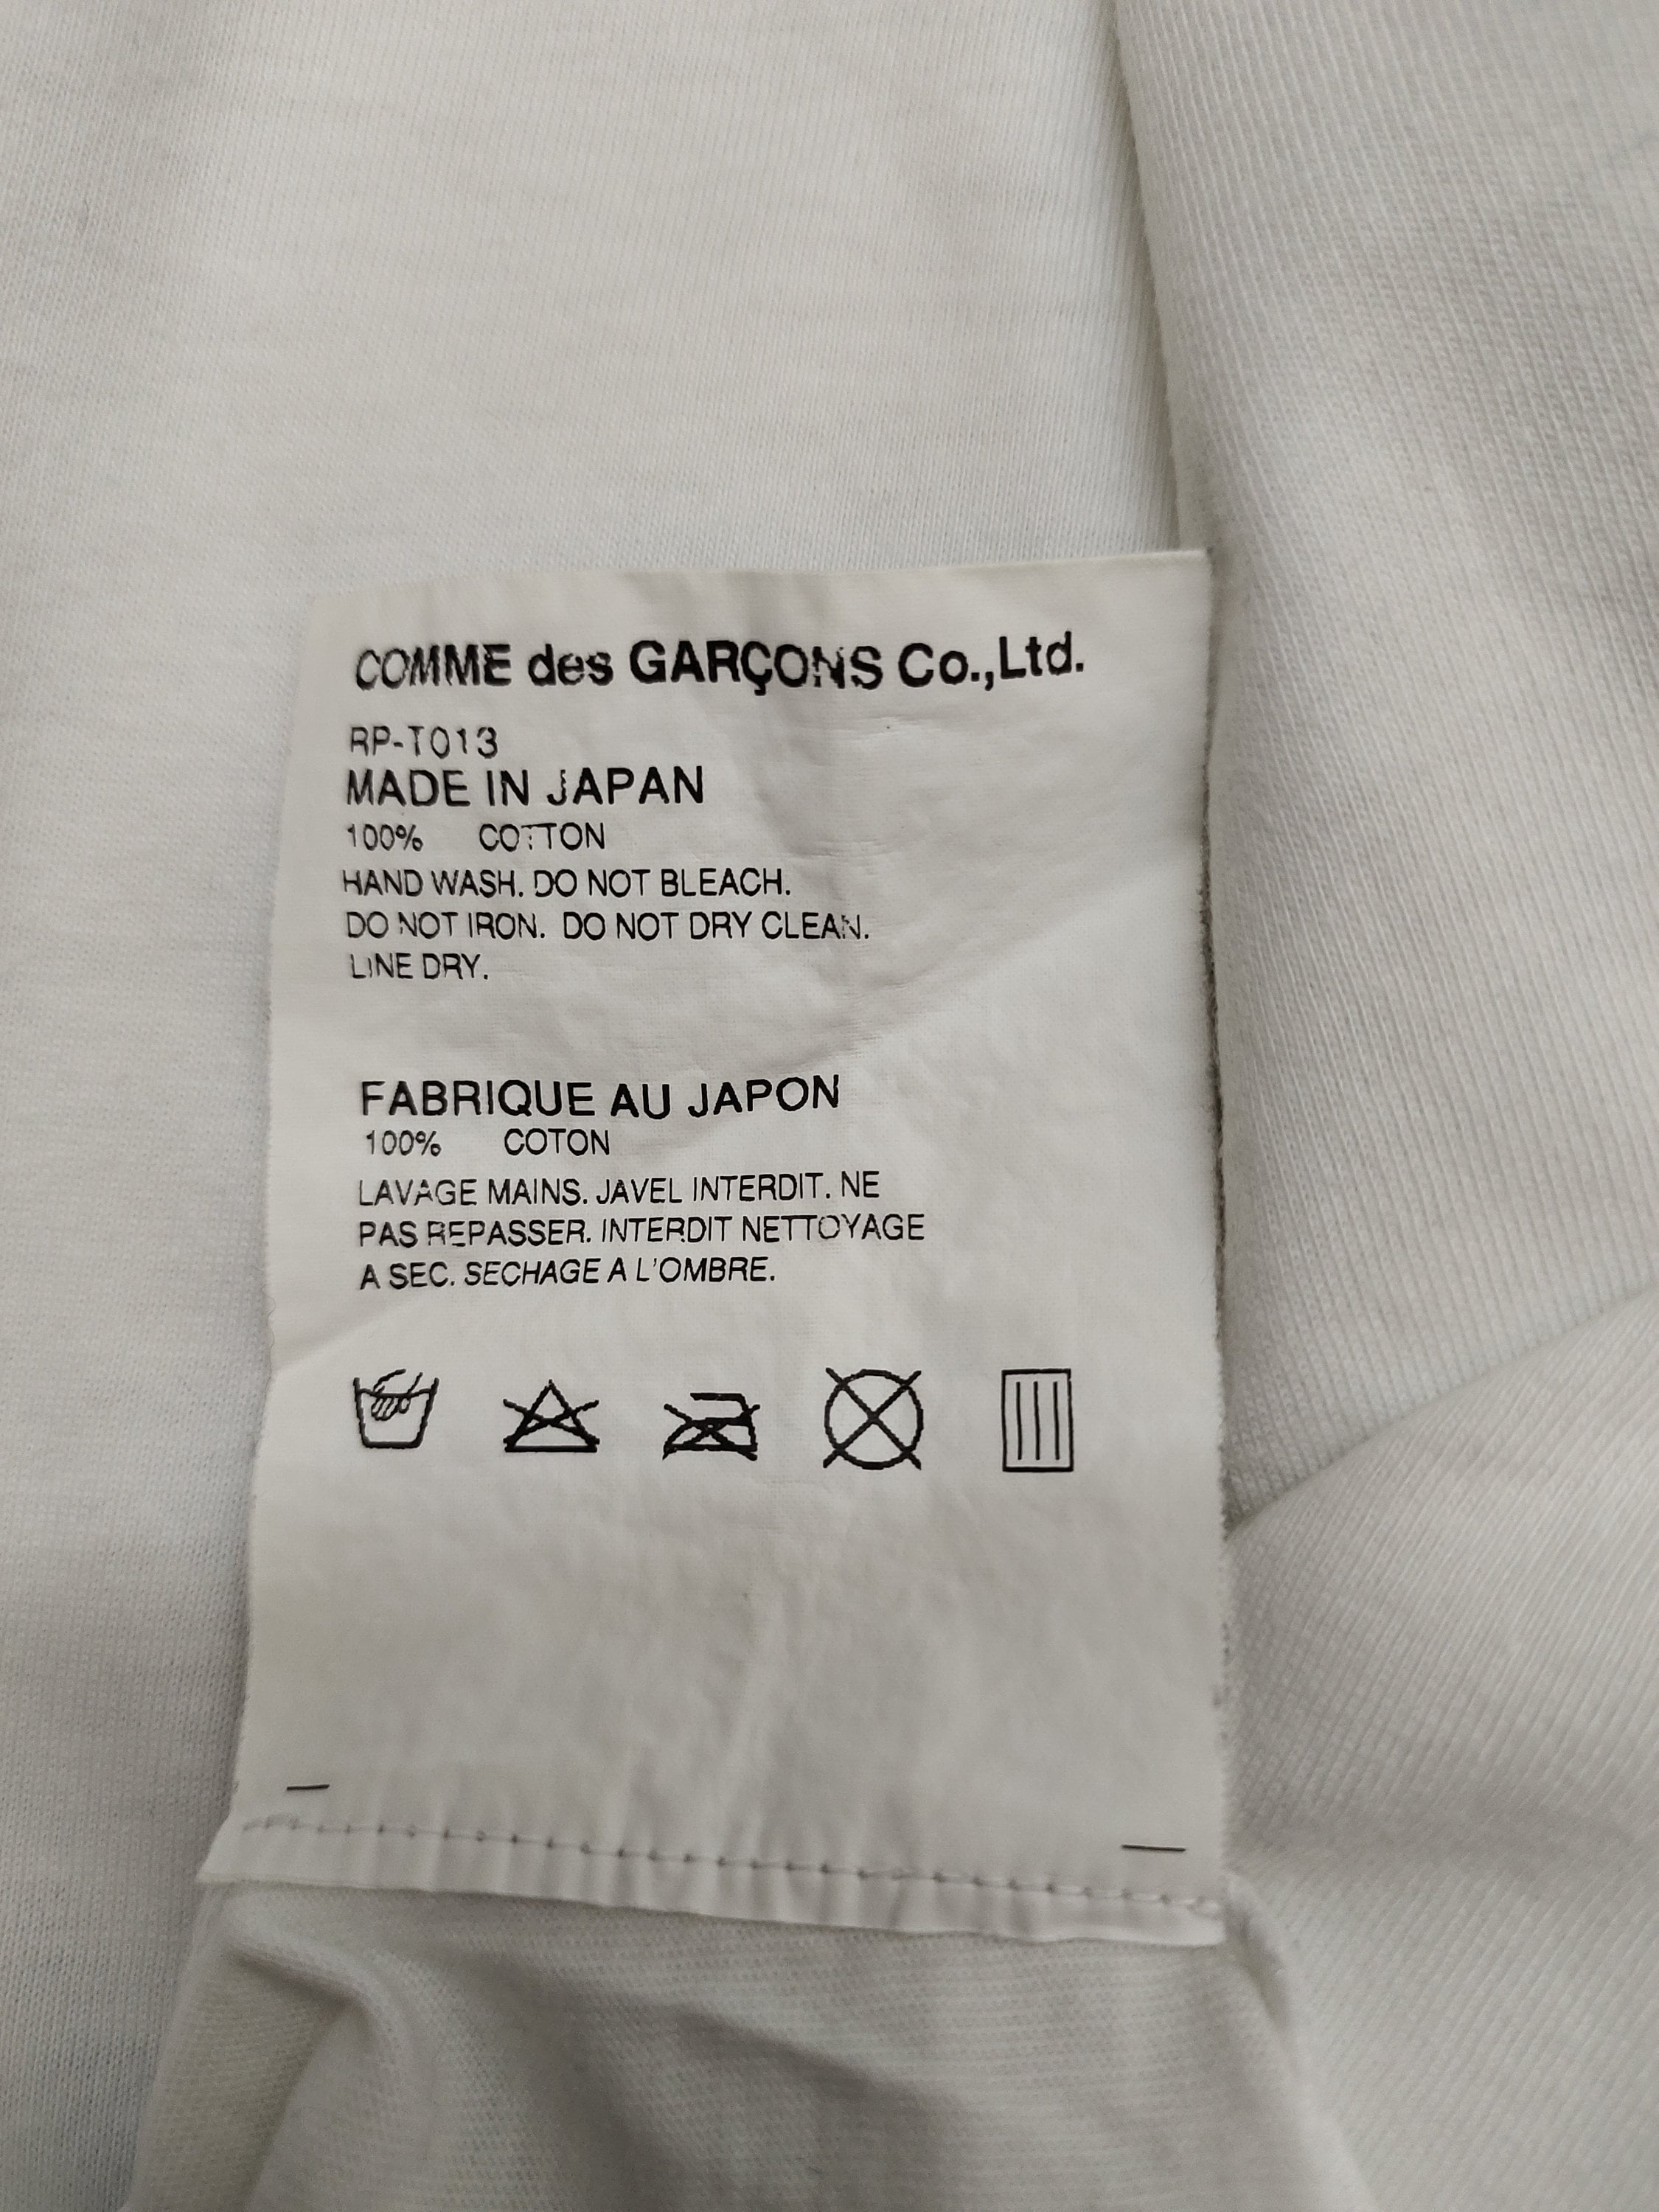 COMME des GARÇONS Co.,Ltd.
RP-T013
MADE IN JAPAN
100% COTTON
HAND WASH. DO NOT BLEACH.
DO NOT IRON. DO NOT DRY CLEAN.
LINE DRY.
FABRIQUE AU JAPON
100% COTON
LAVAGE MAINS. JAVEL INTERDIT. NE
PAS REPASSER. INTERDIT NETTOYAGE
A SEC. SECHAGE A L'OMBRE.